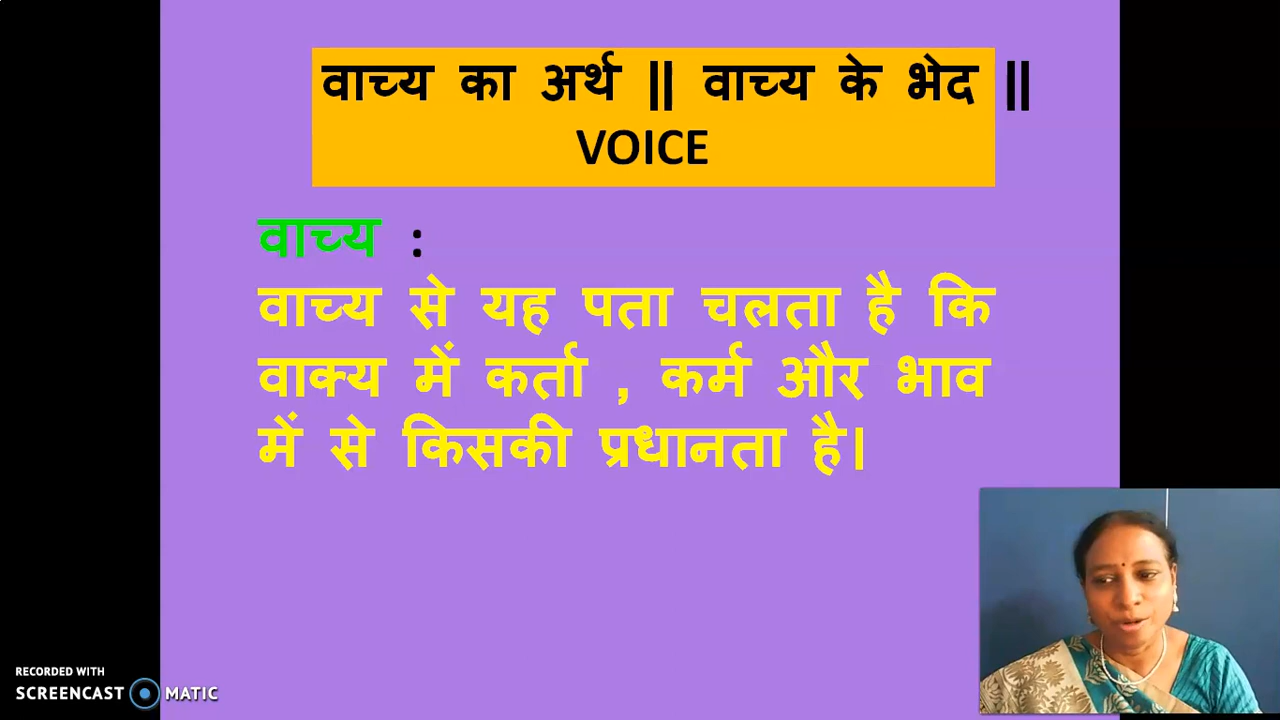 वाच्य का अर्थ || वाच्य के भेद ||
VOICE
वाच्य :
वाच्य से यह पता चलता है कि
वाक्य में कर्ता , कर्म और भाव
में से किसकी प्रधानता है।
RECORDED WITH
SCREENCAST MATIC